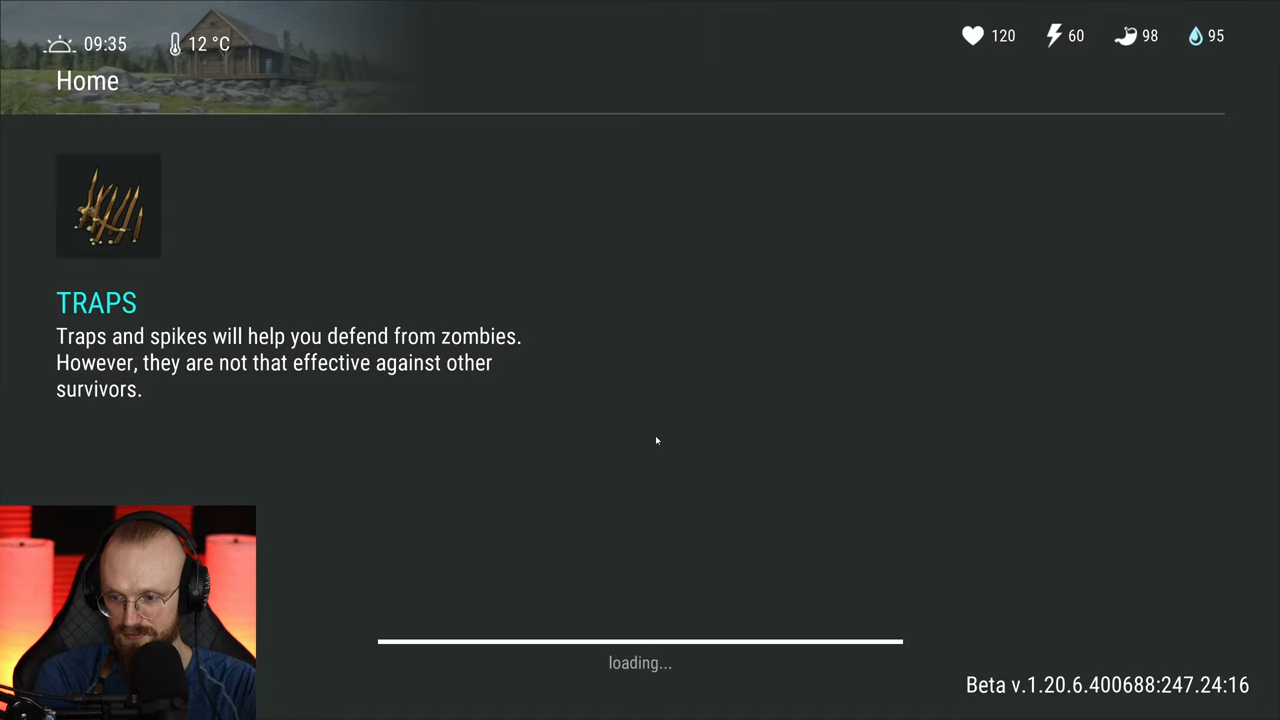 09:35
12 °C
120
60
98
95
Home
TRAPS
Traps and spikes will help you defend from zombies.
However, they are not that effective against other
survivors.
loading...
Beta v.1.20.6.400688:247.24:16